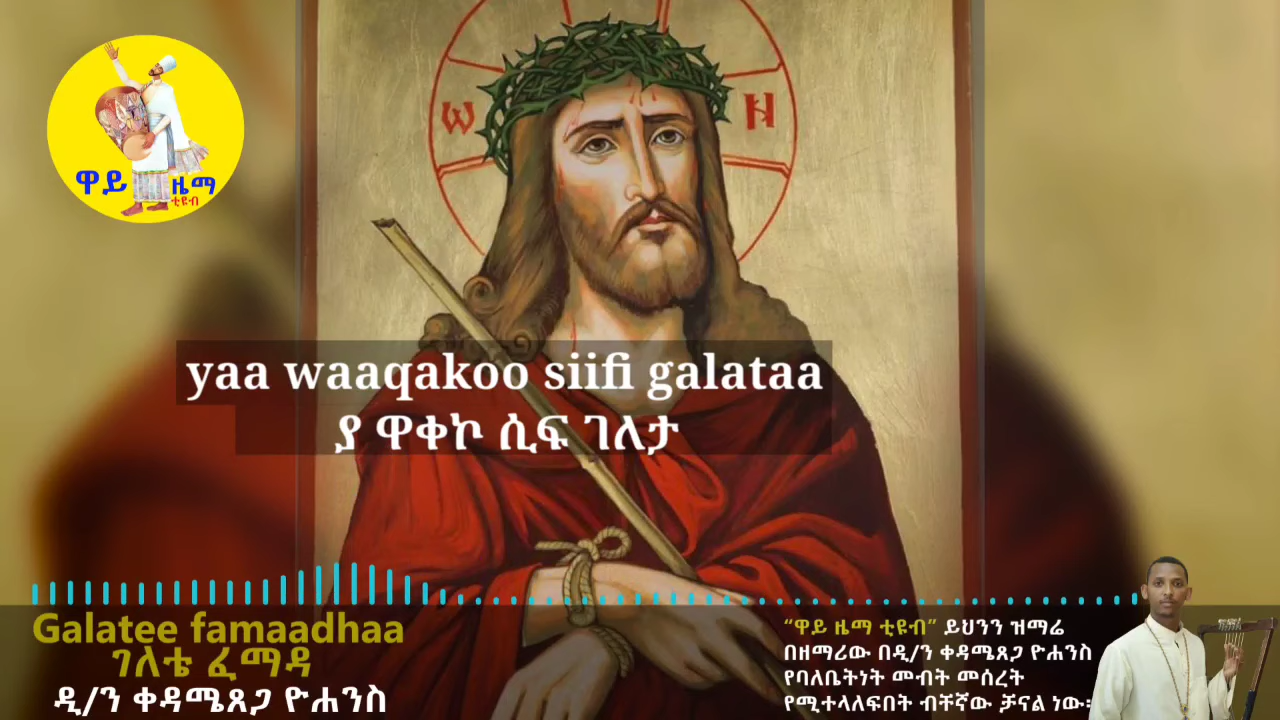 ዋይ ዜማ
ቲዩብ
ω Н
yaa waaqakoo siifi galataa
ያ ዋቀኮ ሲፍ ገለታ
Galatee famaadhaa
ገለቴ ፈማዳ
ዲ/ን ቀዳሜጸጋ ዮሐንስ
“ዋይ ዜማ ቲዩብ” ይህንን ዝማሬ
በዘማሪው በዲ/ን ቀዳሜጸጋ ዮሐንስ
የባለቤትነት መብት መሰረት
የሚተላለፍበት ብቸኛው ቻናል ነው።